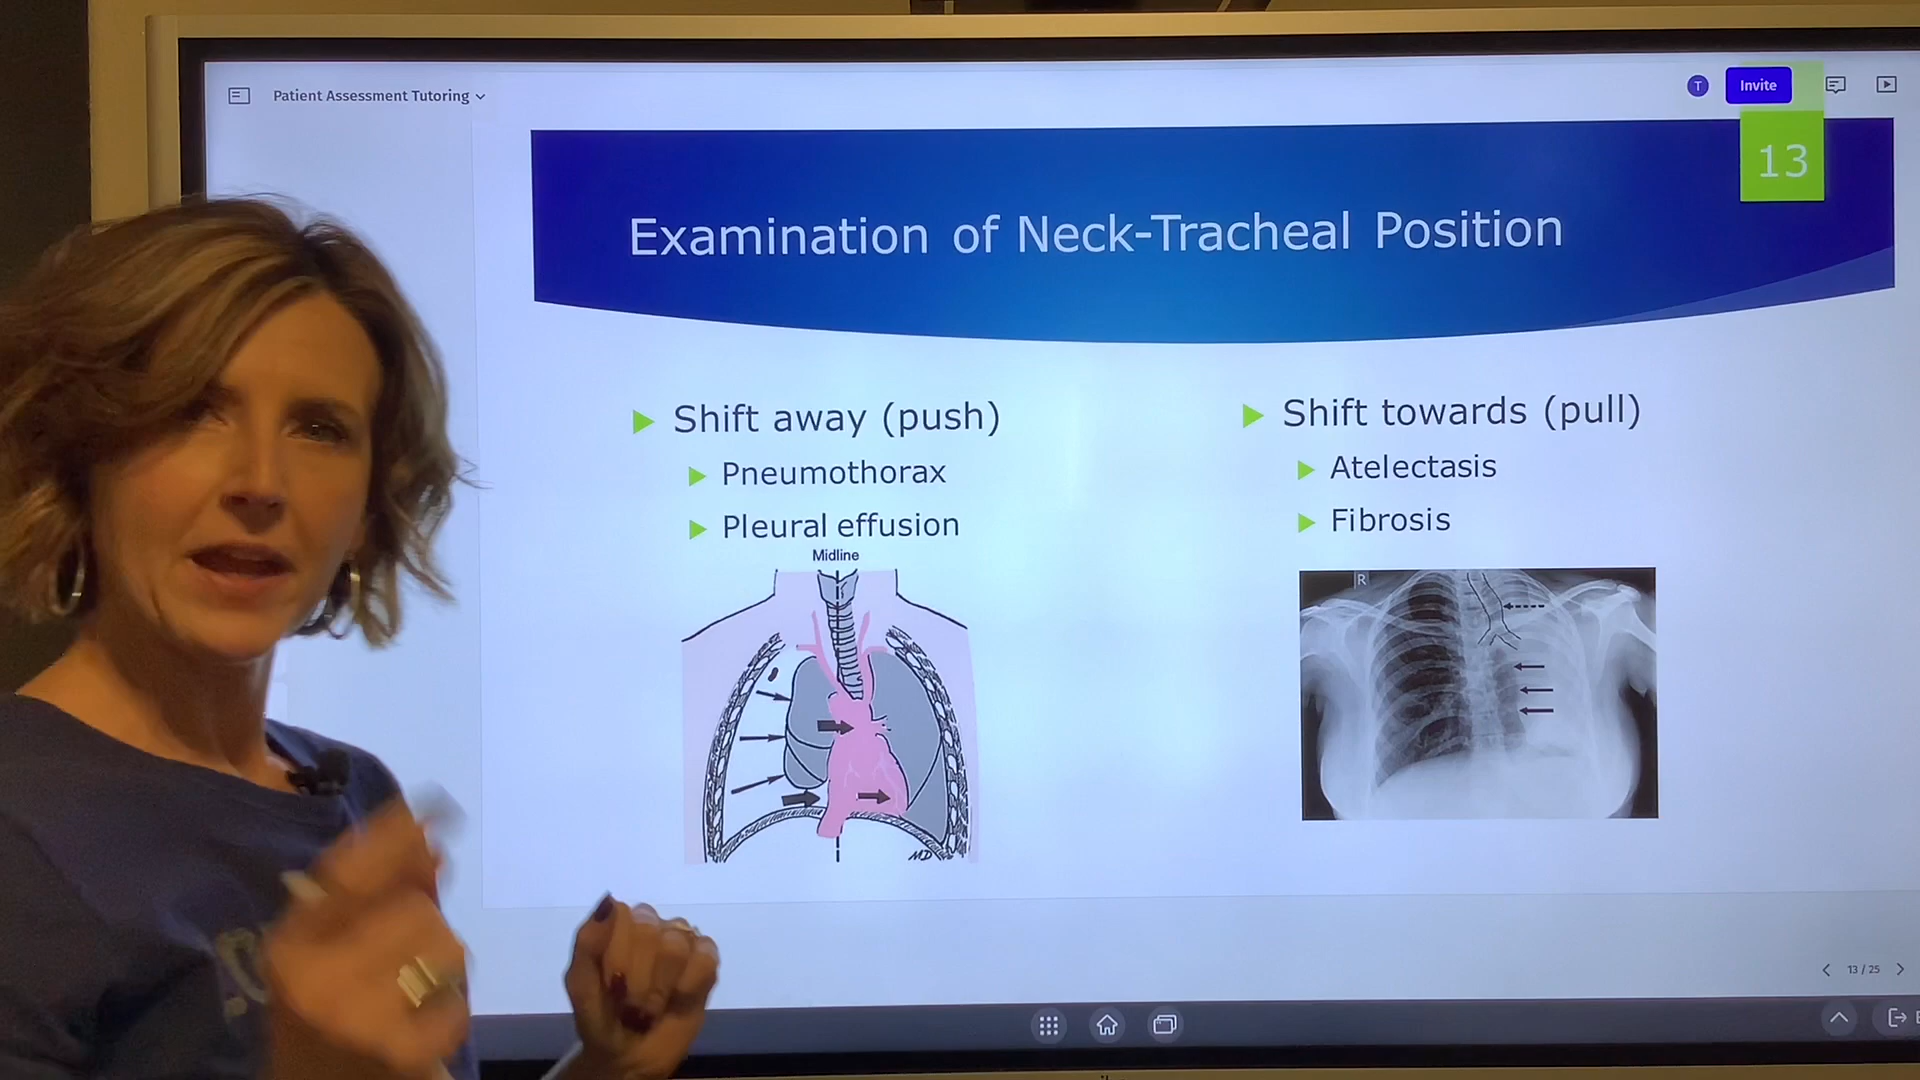 Patient Assessment Tutoring
T
Invite
13
Examination of Neck-Tracheal Position
Shift away (push)
Pneumothorax
Pleural effusion
Midline
MD
Shift towards (pull)
Atelectasis
Fibrosis
R
13 / 25